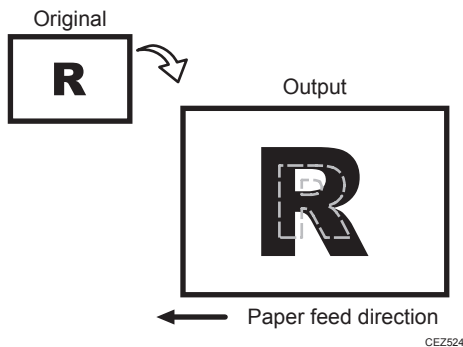 Original
R
Output
R
Paper feed direction
CEZ524